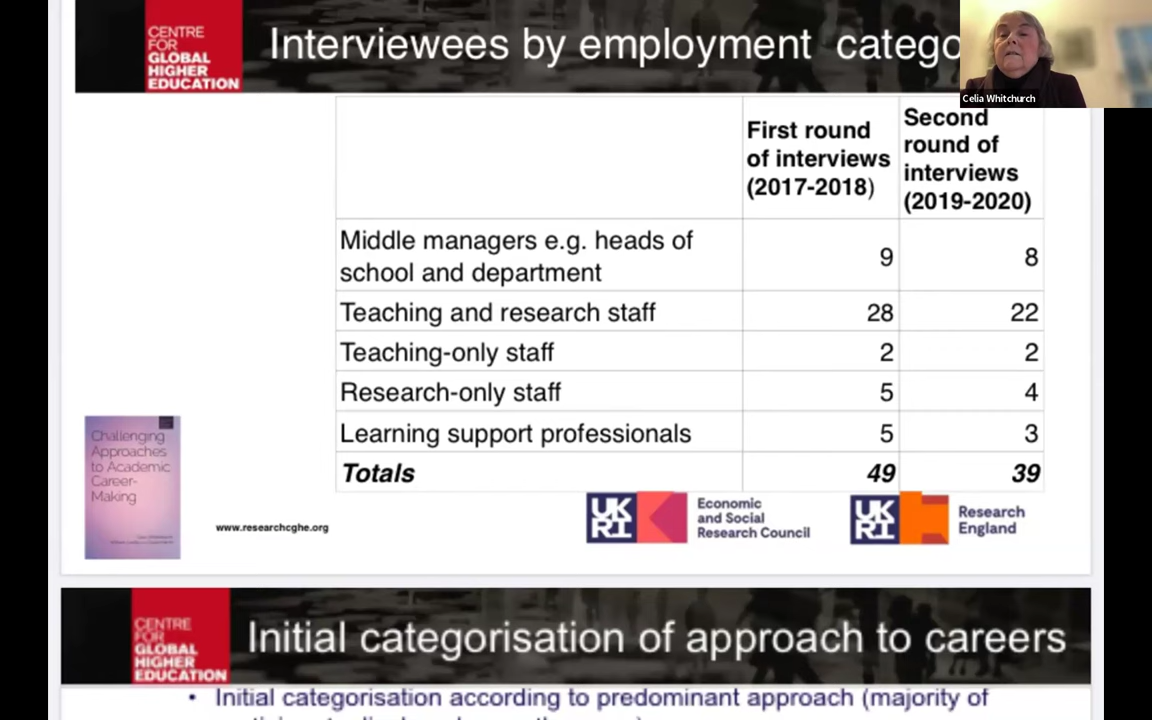 CENTRE
FOR
GLOBAL
HIGHER
EDUCATION
Interviewees by employment catego
Celia Whitchurch
First round
of interviews
(2017-2018)
Second
round of
interviews
(2019-2020)
Middle managers e.g. heads of
school and department
9
8
Teaching and research staff
28
22
Teaching-only staff
2
2
Research-only staff
5
4
Learning support professionals
5
3
Totals
49
39
Challenging
Approaches
to Academic
Career-
Making
www.researchcghe.org
UK
RI
Economic
and Social
Research Council
UK
RI
Research
England
CENTRE
FOR
GLOBAL
HIGHER
EDUCATION
Initial categorisation of approach to careers
• Initial categorisation according to predominant approach (majority of